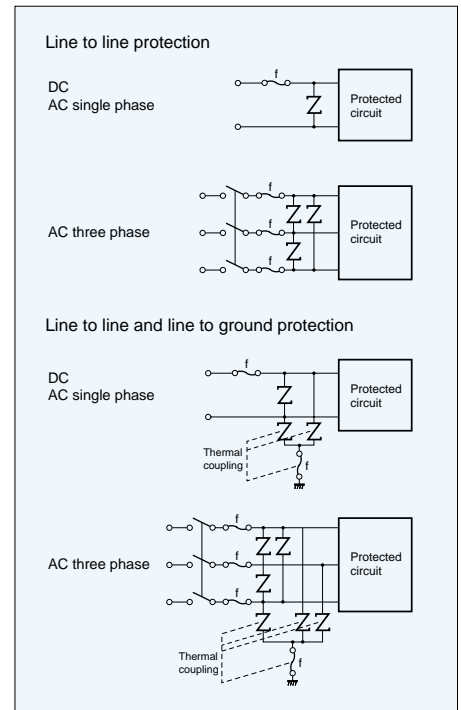 Line to line protection
DC
AC single phase
f
Protected
circuit
AC three phase
f
f
f
Protected
circuit
Line to line and line to ground protection
DC
AC single phase
f
Protected
circuit
Thermal
coupling
f
AC three phase
f
f
f
Protected
circuit
Thermal
coupling
f